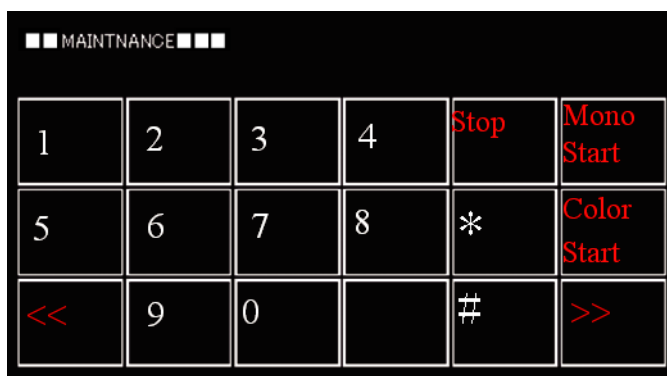 ■■ MAINTNANCE■■■
1 2 3 4 Stop Mono Start
5 6 7 8 * Color Start
<< 9 0 # >>